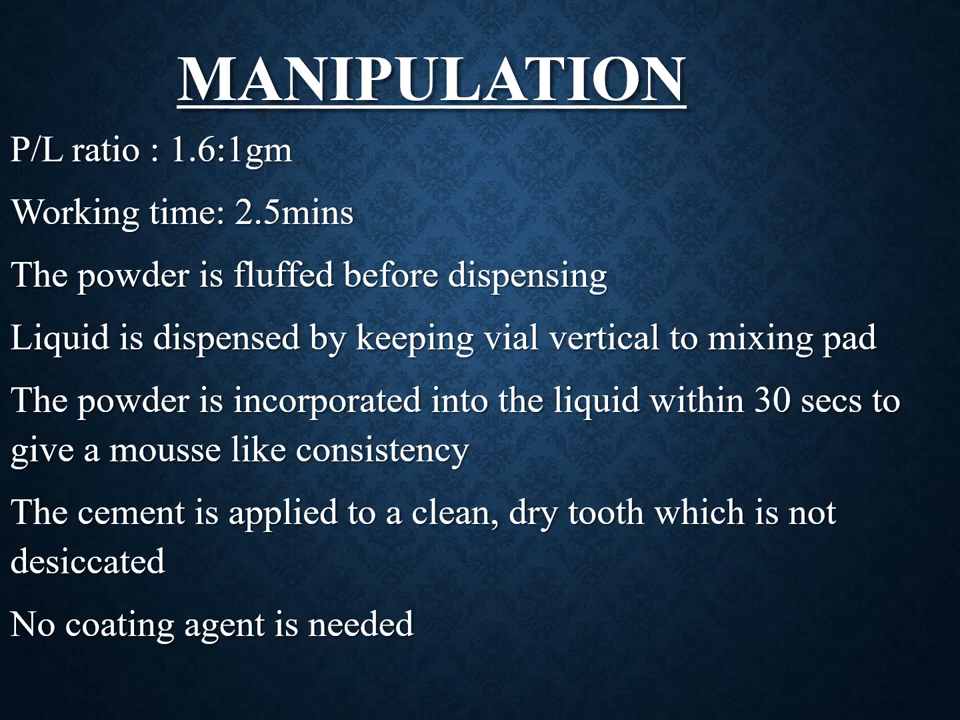 MANIPULATION
P/L ratio : 1.6:1gm
Working time: 2.5mins
The powder is fluffed before dispensing
Liquid is dispensed by keeping vial vertical to mixing pad
The powder is incorporated into the liquid within 30 secs to
give a mousse like consistency
The cement is applied to a clean, dry tooth which is not
desiccated
No coating agent is needed